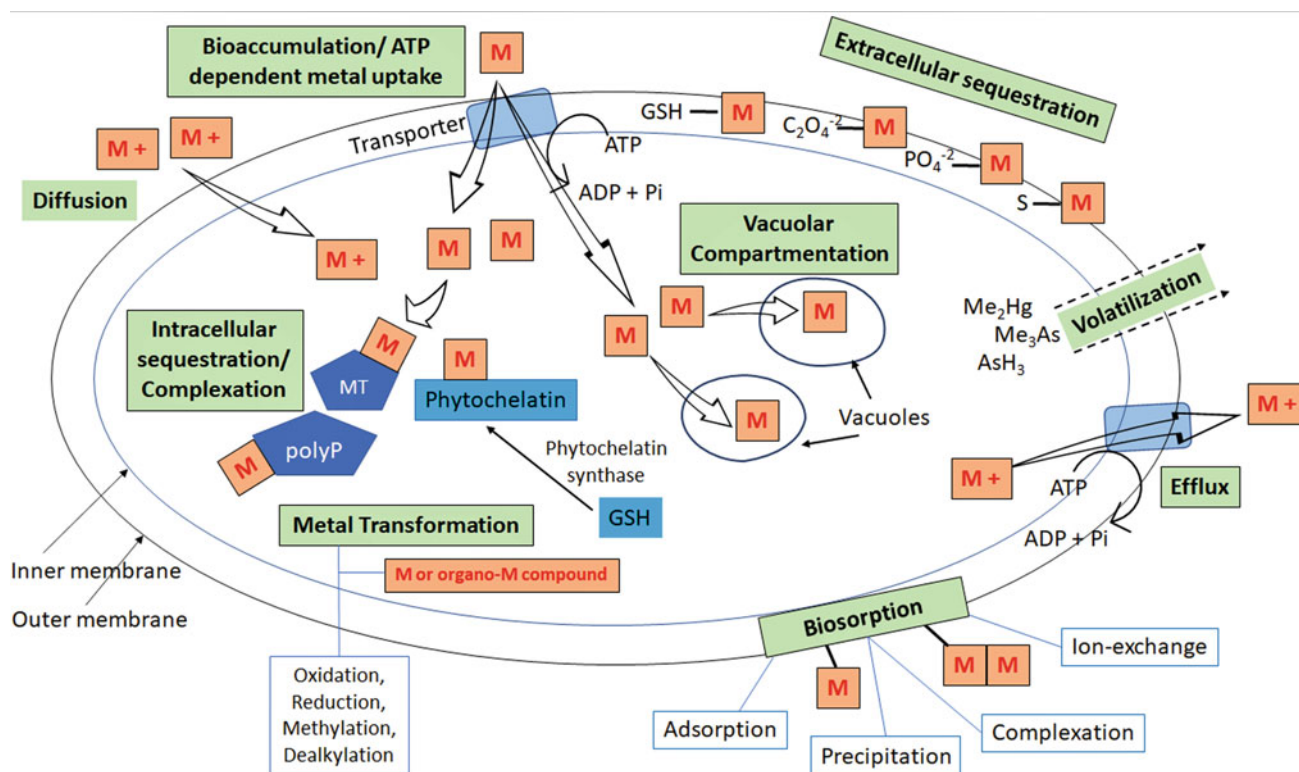 Bioaccumulation/ ATP
dependent metal uptake
M
Extracellular sequestration
M +
M +
Transporter
ATP
ADP + Pi
GSH
M
C₂O₄⁻²
M
PO₄⁻²
M
S
M
Diffusion
M +
M
M
Vacuolar
Compartmentation
M
M
M
M
Vacuoles
Me₂Hg
Me₃As
AsH₃
Volatilization
Intracellular
sequestration/
Complexation
M
MT
M
Phytochelatin
M
polyP
Phytochelatin
synthase
GSH
M +
M +
ATP
ADP + Pi
Efflux
Metal Transformation
M or organo-M compound
Oxidation,
Reduction,
Methylation,
Dealkylation
Inner membrane
Outer membrane
Biosorption
M
M
M
Ion-exchange
Adsorption
Precipitation
Complexation